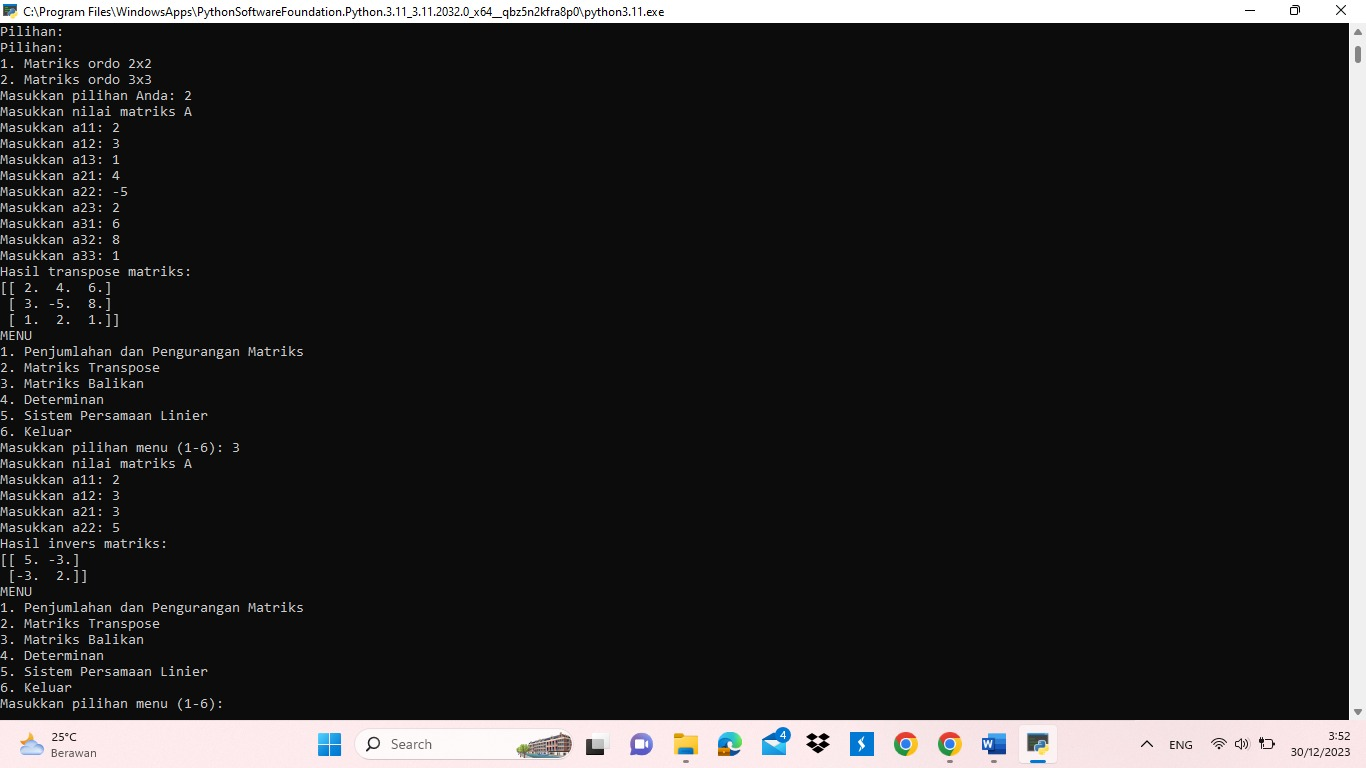 C:\Program Files\WindowsApps\PythonSoftwareFoundation.Python.3.11_3.11.2032.0_x64__qbz5n2kfra8p0\python3.11.exe
Pilihan:
Pilihan:
1. Matriks ordo 2x2
2. Matriks ordo 3x3
Masukkan pilihan Anda: 2
Masukkan nilai matriks A
Masukkan a11: 2
Masukkan a12: 3
Masukkan a13: 1
Masukkan a21: 4
Masukkan a22: -5
Masukkan a23: 2
Masukkan a31: 6
Masukkan a32: 8
Masukkan a33: 1
Hasil transpose matriks:
[[ 2.  4.  6.]
 [ 3. -5.  8.]
 [ 1.  2.  1.]]
MENU
1. Penjumlahan dan Pengurangan Matriks
2. Matriks Transpose
3. Matriks Balikan
4. Determinan
5. Sistem Persamaan Linier
6. Keluar
Masukkan pilihan menu (1-6): 3
Masukkan nilai matriks A
Masukkan a11: 2
Masukkan a12: 3
Masukkan a21: 3
Masukkan a22: 5
Hasil invers matriks:
[[ 5. -3.]
 [-3.  2.]]
MENU
1. Penjumlahan dan Pengurangan Matriks
2. Matriks Transpose
3. Matriks Balikan
4. Determinan
5. Sistem Persamaan Linier
6. Keluar
Masukkan pilihan menu (1-6):
25°C
Berawan
Search
4
ENG
3:52
30/12/2023